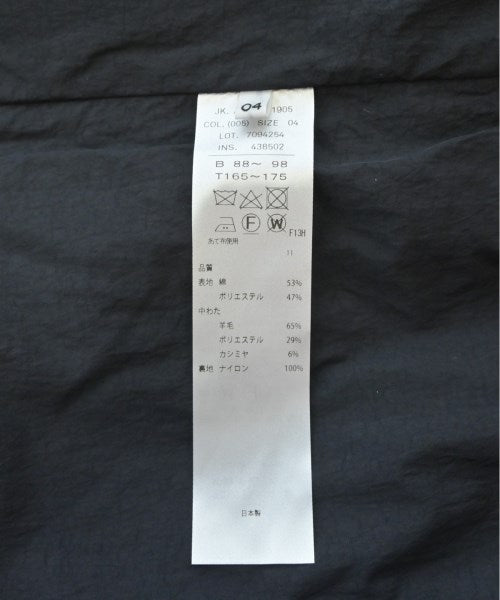 04
JK. 1905
COL.(005) SIZE 04
LOT. 7094254
INS. 438502
B 88～ 98
T165～175
F W F13H
あて布使用
11
品質
表地 綿 53%
ポリエステル 47%
中わた
羊毛 65%
ポリエステル 29%
カシミヤ 6%
裏地 ナイロン 100%
日本製